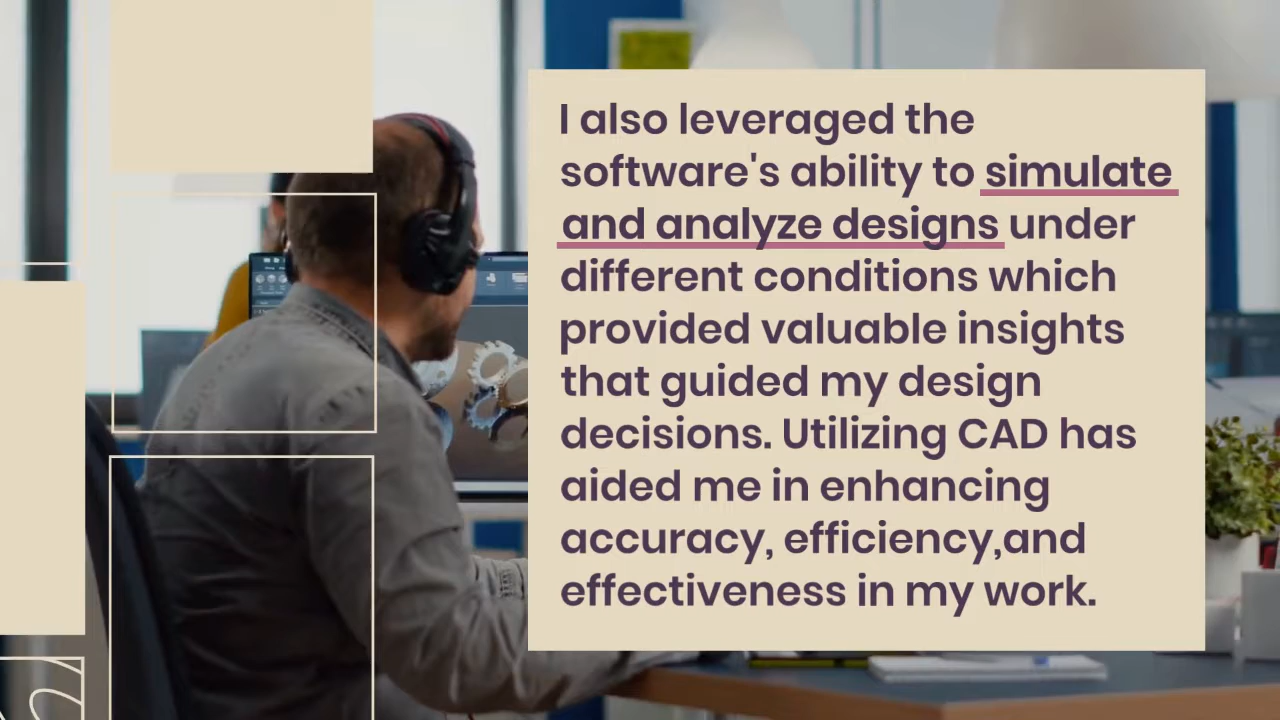 I also leveraged the
software's ability to simulate
and analyze designs under
different conditions which
provided valuable insights
that guided my design
decisions. Utilizing CAD has
aided me in enhancing
accuracy, efficiency,and
effectiveness in my work.